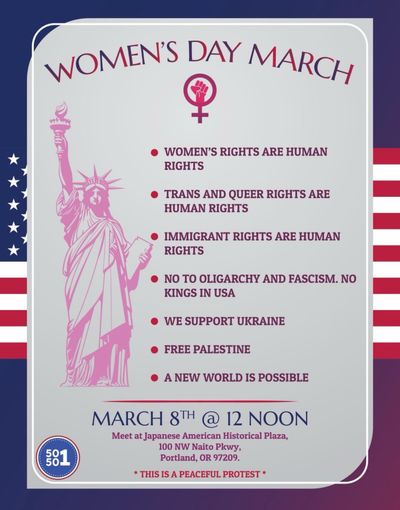 WOMEN'S DAY MARCH
● WOMEN'S RIGHTS ARE HUMAN
RIGHTS
● TRANS AND QUEER RIGHTS ARE
HUMAN RIGHTS
● IMMIGRANT RIGHTS ARE HUMAN
RIGHTS
● NO TO OLIGARCHY AND FASCISM. NO
KINGS IN USA
● WE SUPPORT UKRAINE
● FREE PALESTINE
● A NEW WORLD IS POSSIBLE
MARCH 8TH @ 12 NOON
Meet at Japanese American Historical Plaza,
100 NW Naito Pkwy,
Portland, OR 97209.
* THIS IS A PEACEFUL PROTEST *
50
501